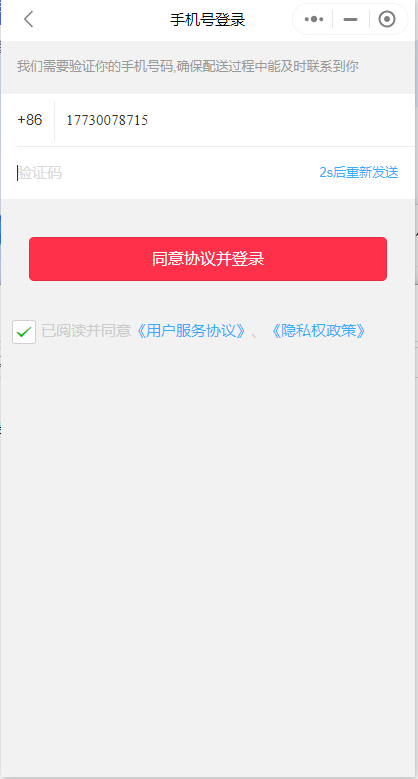 手机号登录
我们需要验证你的手机号码,确保配送过程中能及时联系到你
+86 17730078715
验证码 2s后重新发送
同意协议并登录
已阅读并同意《用户服务协议》、《隐私权政策》